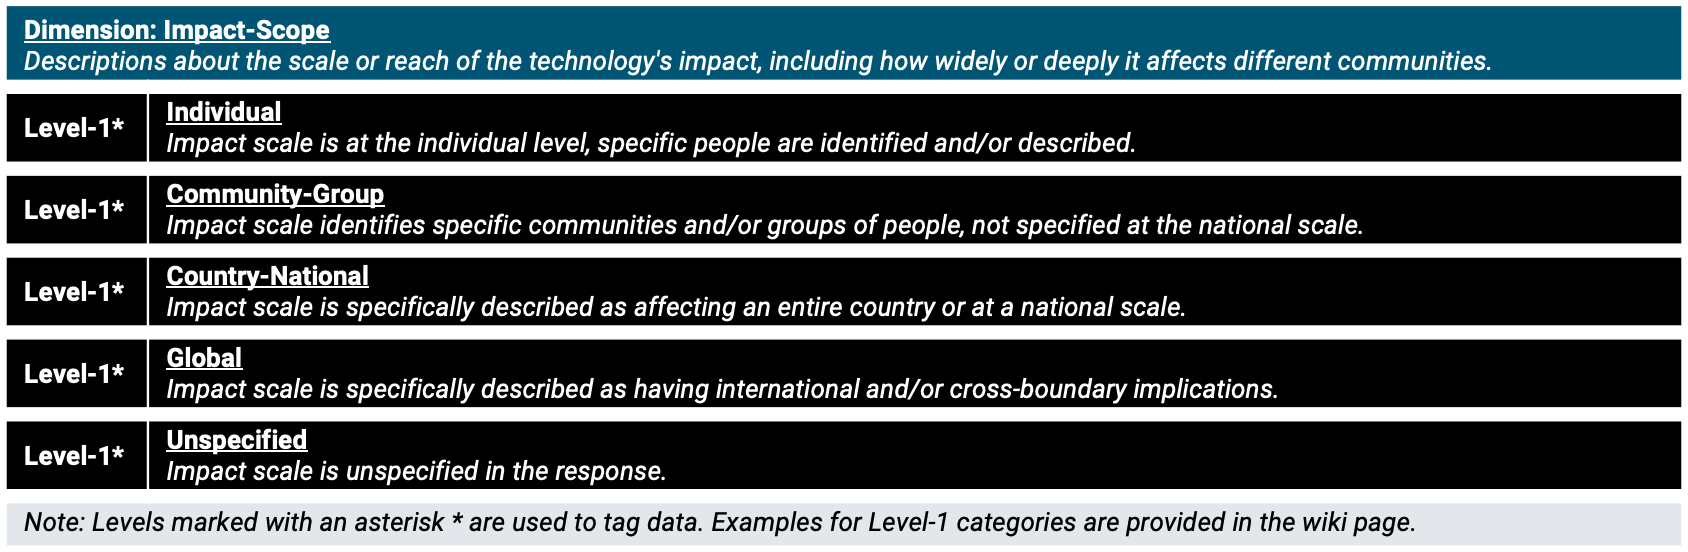 Dimension: Impact-Scope
Descriptions about the scale or reach of the technology's impact, including how widely or deeply it affects different communities.
Level-1*
Individual
Impact scale is at the individual level, specific people are identified and/or described.
Level-1*
Community-Group
Impact scale identifies specific communities and/or groups of people, not specified at the national scale.
Level-1*
Country-National
Impact scale is specifically described as affecting an entire country or at a national scale.
Level-1*
Global
Impact scale is specifically described as having international and/or cross-boundary implications.
Level-1*
Unspecified
Impact scale is unspecified in the response.
Note: Levels marked with an asterisk * are used to tag data. Examples for Level-1 categories are provided in the wiki page.